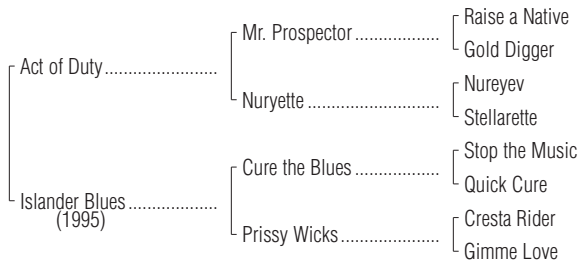 Raise a Native
Mr. Prospector ..................
Gold Digger
Act of Duty........................
Nureyev
Nuryette ............................
Stellarette
Stop the Music
Cure the Blues ..................
Quick Cure
Islander Blues ...................
(1995)
Cresta Rider
Prissy Wicks .....................
Gimme Love